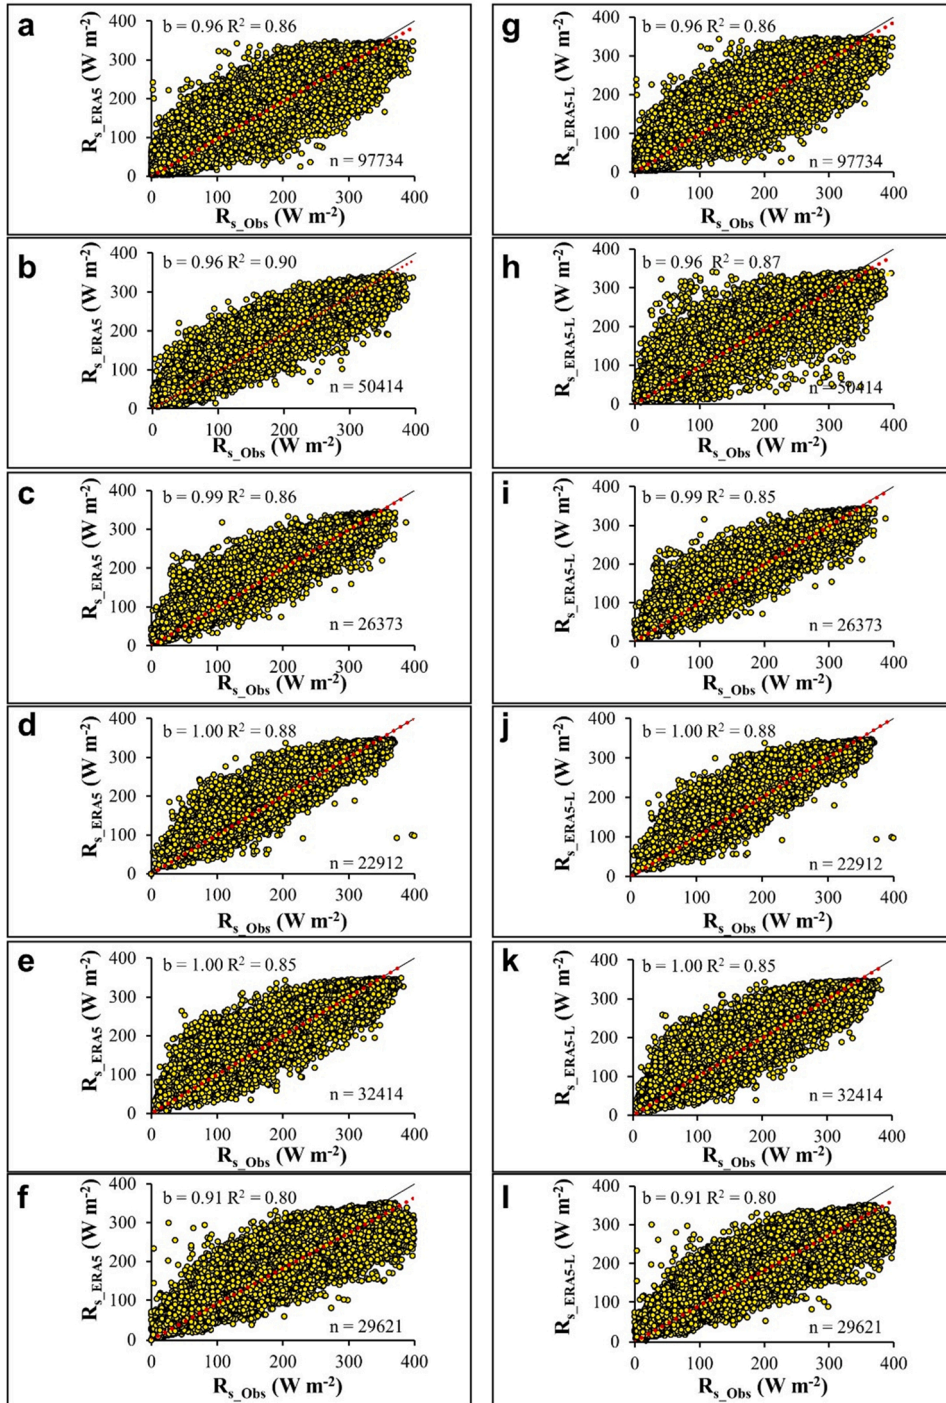 a
b = 0.96 R² = 0.86
400
300
200
100
0
R_s_ERA5 (W m⁻²)
n = 97734
0 100 200 300 400
R_s_Obs (W m⁻²)
g
b = 0.96 R² = 0.86
400
300
200
100
0
R_s_ERA5-L (W m⁻²)
n = 97734
0 100 200 300 400
R_s_Obs (W m⁻²)
b
b = 0.96 R² = 0.90
400
300
200
100
0
R_s_ERA5 (W m⁻²)
n = 50414
0 100 200 300 400
R_s_Obs (W m⁻²)
h
b = 0.96 R² = 0.87
400
300
200
100
0
R_s_ERA5-L (W m⁻²)
n = 50414
0 100 200 300 400
R_s_Obs (W m⁻²)
c
b = 0.99 R² = 0.86
400
300
200
100
0
R_s_ERA5 (W m⁻²)
n = 26373
0 100 200 300 400
R_s_Obs (W m⁻²)
i
b = 0.99 R² = 0.85
400
300
200
100
0
R_s_ERA5-L (W m⁻²)
n = 26373
0 100 200 300 400
R_s_Obs (W m⁻²)
d
b = 1.00 R² = 0.88
400
300
200
100
0
R_s_ERA5 (W m⁻²)
n = 22912
0 100 200 300 400
R_s_Obs (W m⁻²)
j
b = 1.00 R² = 0.88
400
300
200
100
0
R_s_ERA5-L (W m⁻²)
n = 22912
0 100 200 300 400
R_s_Obs (W m⁻²)
e
b = 1.00 R² = 0.85
400
300
200
100
0
R_s_ERA5 (W m⁻²)
n = 32414
0 100 200 300 400
R_s_Obs (W m⁻²)
k
b = 1.00 R² = 0.85
400
300
200
100
0
R_s_ERA5-L (W m⁻²)
n = 32414
0 100 200 300 400
R_s_Obs (W m⁻²)
f
b = 0.91 R² = 0.80
400
300
200
100
0
R_s_ERA5 (W m⁻²)
n = 29621
0 100 200 300 400
R_s_Obs (W m⁻²)
l
b = 0.91 R² = 0.80
400
300
200
100
0
R_s_ERA5-L (W m⁻²)
n = 29621
0 100 200 300 400
R_s_Obs (W m⁻²)